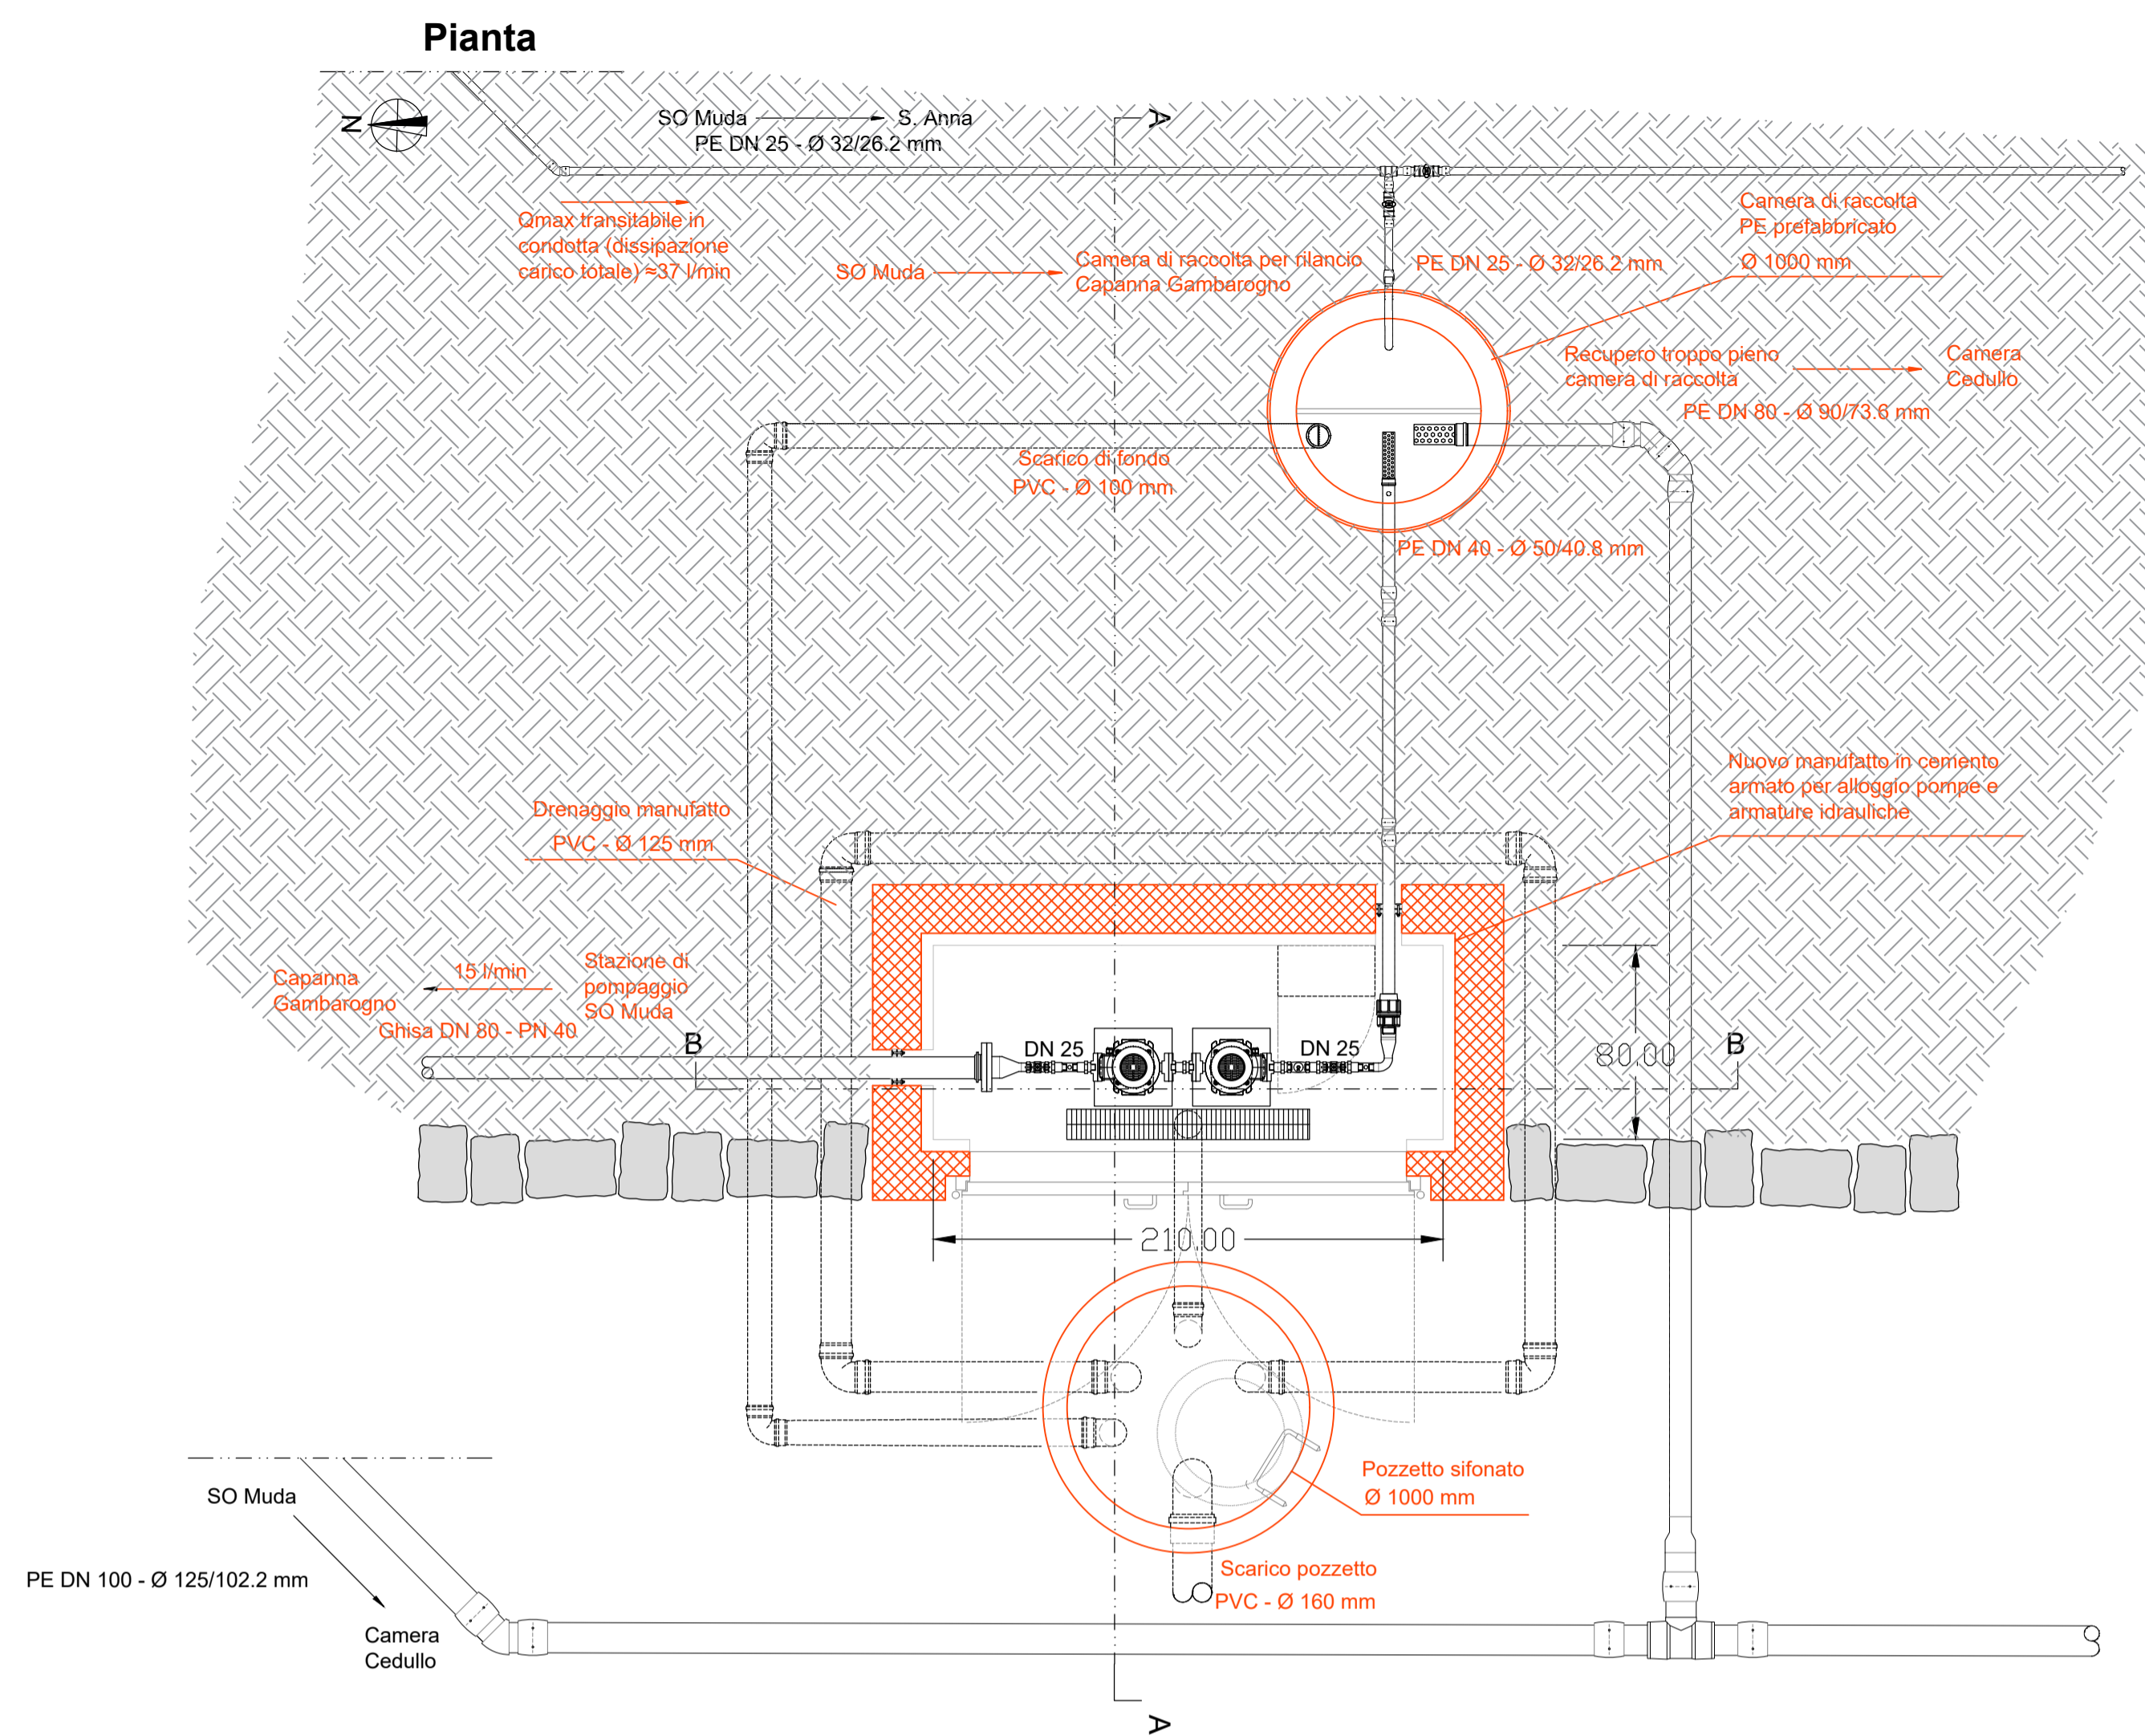 Pianta
N
SO Muda
S. Anna
PE DN 25 - Ø 32/26.2 mm
A
Qmax transitabile in
condotta (dissipazione
carico totale) ≈37 l/min
SO Muda
Camera di raccolta per rilancio
Capanna Gambarogno
PE DN 25 - Ø 32/26.2 mm
Camera di raccolta
PE prefabbricato
Ø 1000 mm
Recupero troppo pieno
camera di raccolta
Camera
Cedullo
PE DN 80 - Ø 90/73.6 mm
Scarico di fondo
PVC - Ø 100 mm
PE DN 40 - Ø 50/40.8 mm
Nuovo manufatto in cemento
armato per alloggio pompe e
armature idrauliche
Drenaggio manufatto
PVC - Ø 125 mm
Capanna
Gambarogno
15 l/min
Stazione di
pompaggio
SO Muda
Ghisa DN 80 - PN 40
B
DN 25
DN 25
80.00
B
210.00
Pozzetto sifonato
Ø 1000 mm
SO Muda
PE DN 100 - Ø 125/102.2 mm
Camera
Cedullo
Scarico pozzetto
PVC - Ø 160 mm
A